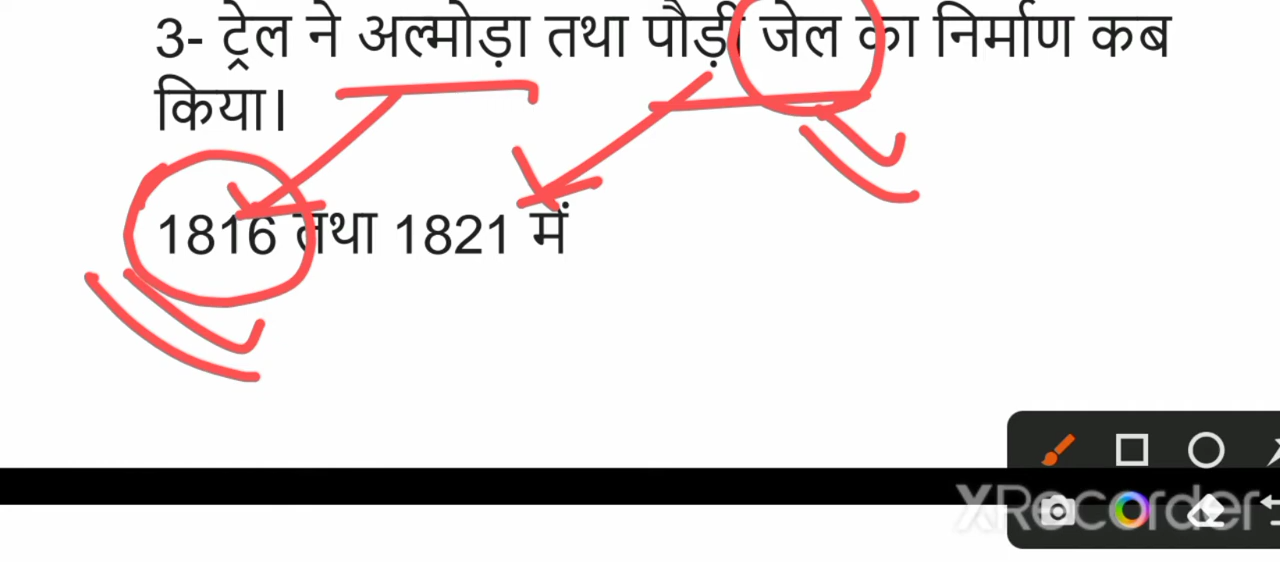 3- ट्रेल ने अल्मोड़ा तथा पौड़ी जेल का निर्माण कब
किया।
1816 तथा 1821 में
XRecorder